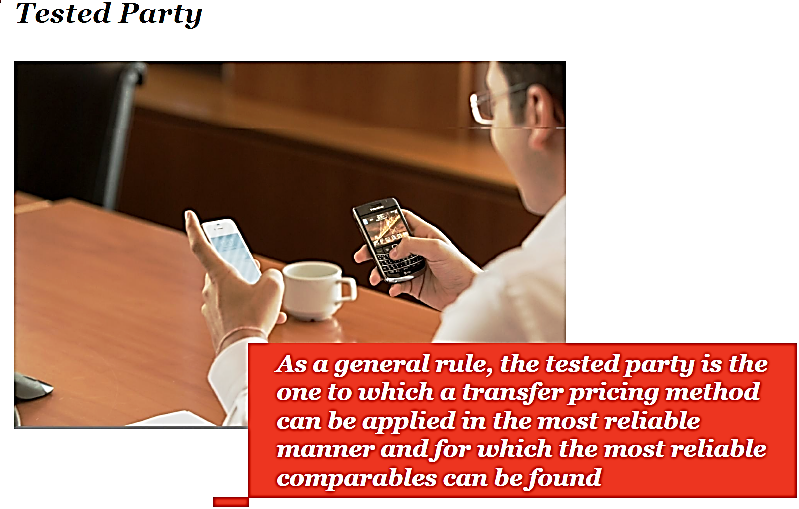 Tested Party
As a general rule, the tested party is the
one to which a transfer pricing method
can be applied in the most reliable
manner and for which the most reliable
comparables can be found